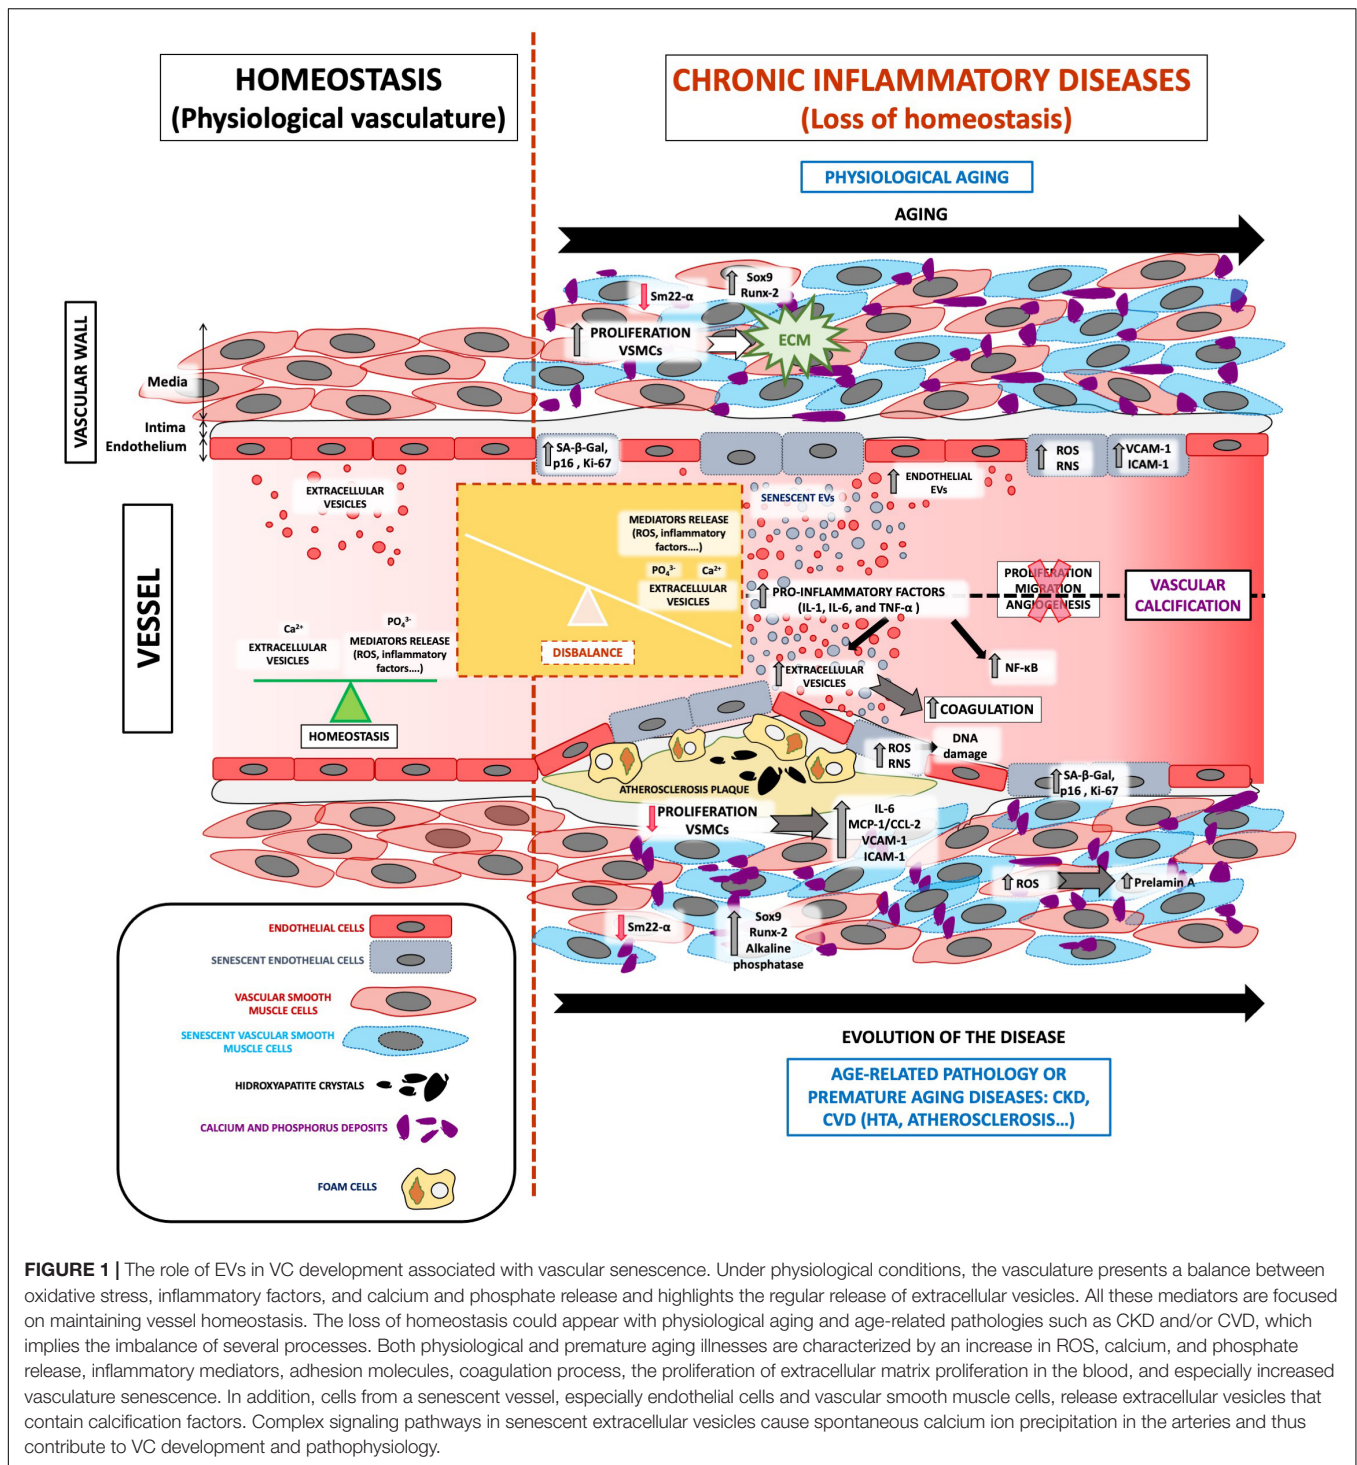 HOMEOSTASIS
(Physiological vasculature)
CHRONIC INFLAMMATORY DISEASES
(Loss of homeostasis)
PHYSIOLOGICAL AGING
AGING
VASCULAR WALL
Media
Intima
Endothelium
Sm22-α
Sox9
Runx-2
PROLIFERATION
VSMCs
ECM
SA-β-Gal,
p16 , Ki-67
ROS
RNS
VCAM-1
ICAM-1
VESSEL
EXTRACELLULAR
VESICLES
ENDOTHELIAL
EVs
SENESCENT EVs
MEDIATORS RELEASE
(ROS, inflammatory
factors....)
PO₄³⁻
Ca²⁺
EXTRACELLULAR
VESICLES
DISBALANCE
PRO-INFLAMMATORY FACTORS
(IL-1, IL-6, and TNF-α )
PROLIFERATION
MIGRATION
ANGIOGENESIS
VASCULAR
CALCIFICATION
Ca²⁺
EXTRACELLULAR
VESICLES
PO₄³⁻
MEDIATORS RELEASE
(ROS, inflammatory
factors....)
HOMEOSTASIS
EXTRACELLULAR
VESICLES
NF-κB
COAGULATION
ROS
RNS
DNA
damage
SA-β-Gal,
p16 , Ki-67
ATHEROSCLEROSIS PLAQUE
PROLIFERATION
VSMCs
IL-6
MCP-1/CCL-2
VCAM-1
ICAM-1
ROS
Prelamin A
Sm22-α
Sox9
Runx-2
Alkaline
phosphatase
ENDOTHELIAL CELLS
SENESCENT ENDOTHELIAL CELLS
VASCULAR SMOOTH
MUSCLE CELLS
SENESCENT VASCULAR SMOOTH
MUSCLE CELLS
HIDROXYAPATITE CRYSTALS
CALCIUM AND PHOSPHORUS DEPOSITS
FOAM CELLS
EVOLUTION OF THE DISEASE
AGE-RELATED PATHOLOGY OR
PREMATURE AGING DISEASES: CKD,
CVD (HTA, ATHEROSCLEROSIS...)
FIGURE 1 | The role of EVs in VC development associated with vascular senescence. Under physiological conditions, the vasculature presents a balance between
oxidative stress, inflammatory factors, and calcium and phosphate release and highlights the regular release of extracellular vesicles. All these mediators are focused
on maintaining vessel homeostasis. The loss of homeostasis could appear with physiological aging and age-related pathologies such as CKD and/or CVD, which
implies the imbalance of several processes. Both physiological and premature aging illnesses are characterized by an increase in ROS, calcium, and phosphate
release, inflammatory mediators, adhesion molecules, coagulation process, the proliferation of extracellular matrix proliferation in the blood, and especially increased
vasculature senescence. In addition, cells from a senescent vessel, especially endothelial cells and vascular smooth muscle cells, release extracellular vesicles that
contain calcification factors. Complex signaling pathways in senescent extracellular vesicles cause spontaneous calcium ion precipitation in the arteries and thus
contribute to VC development and pathophysiology.